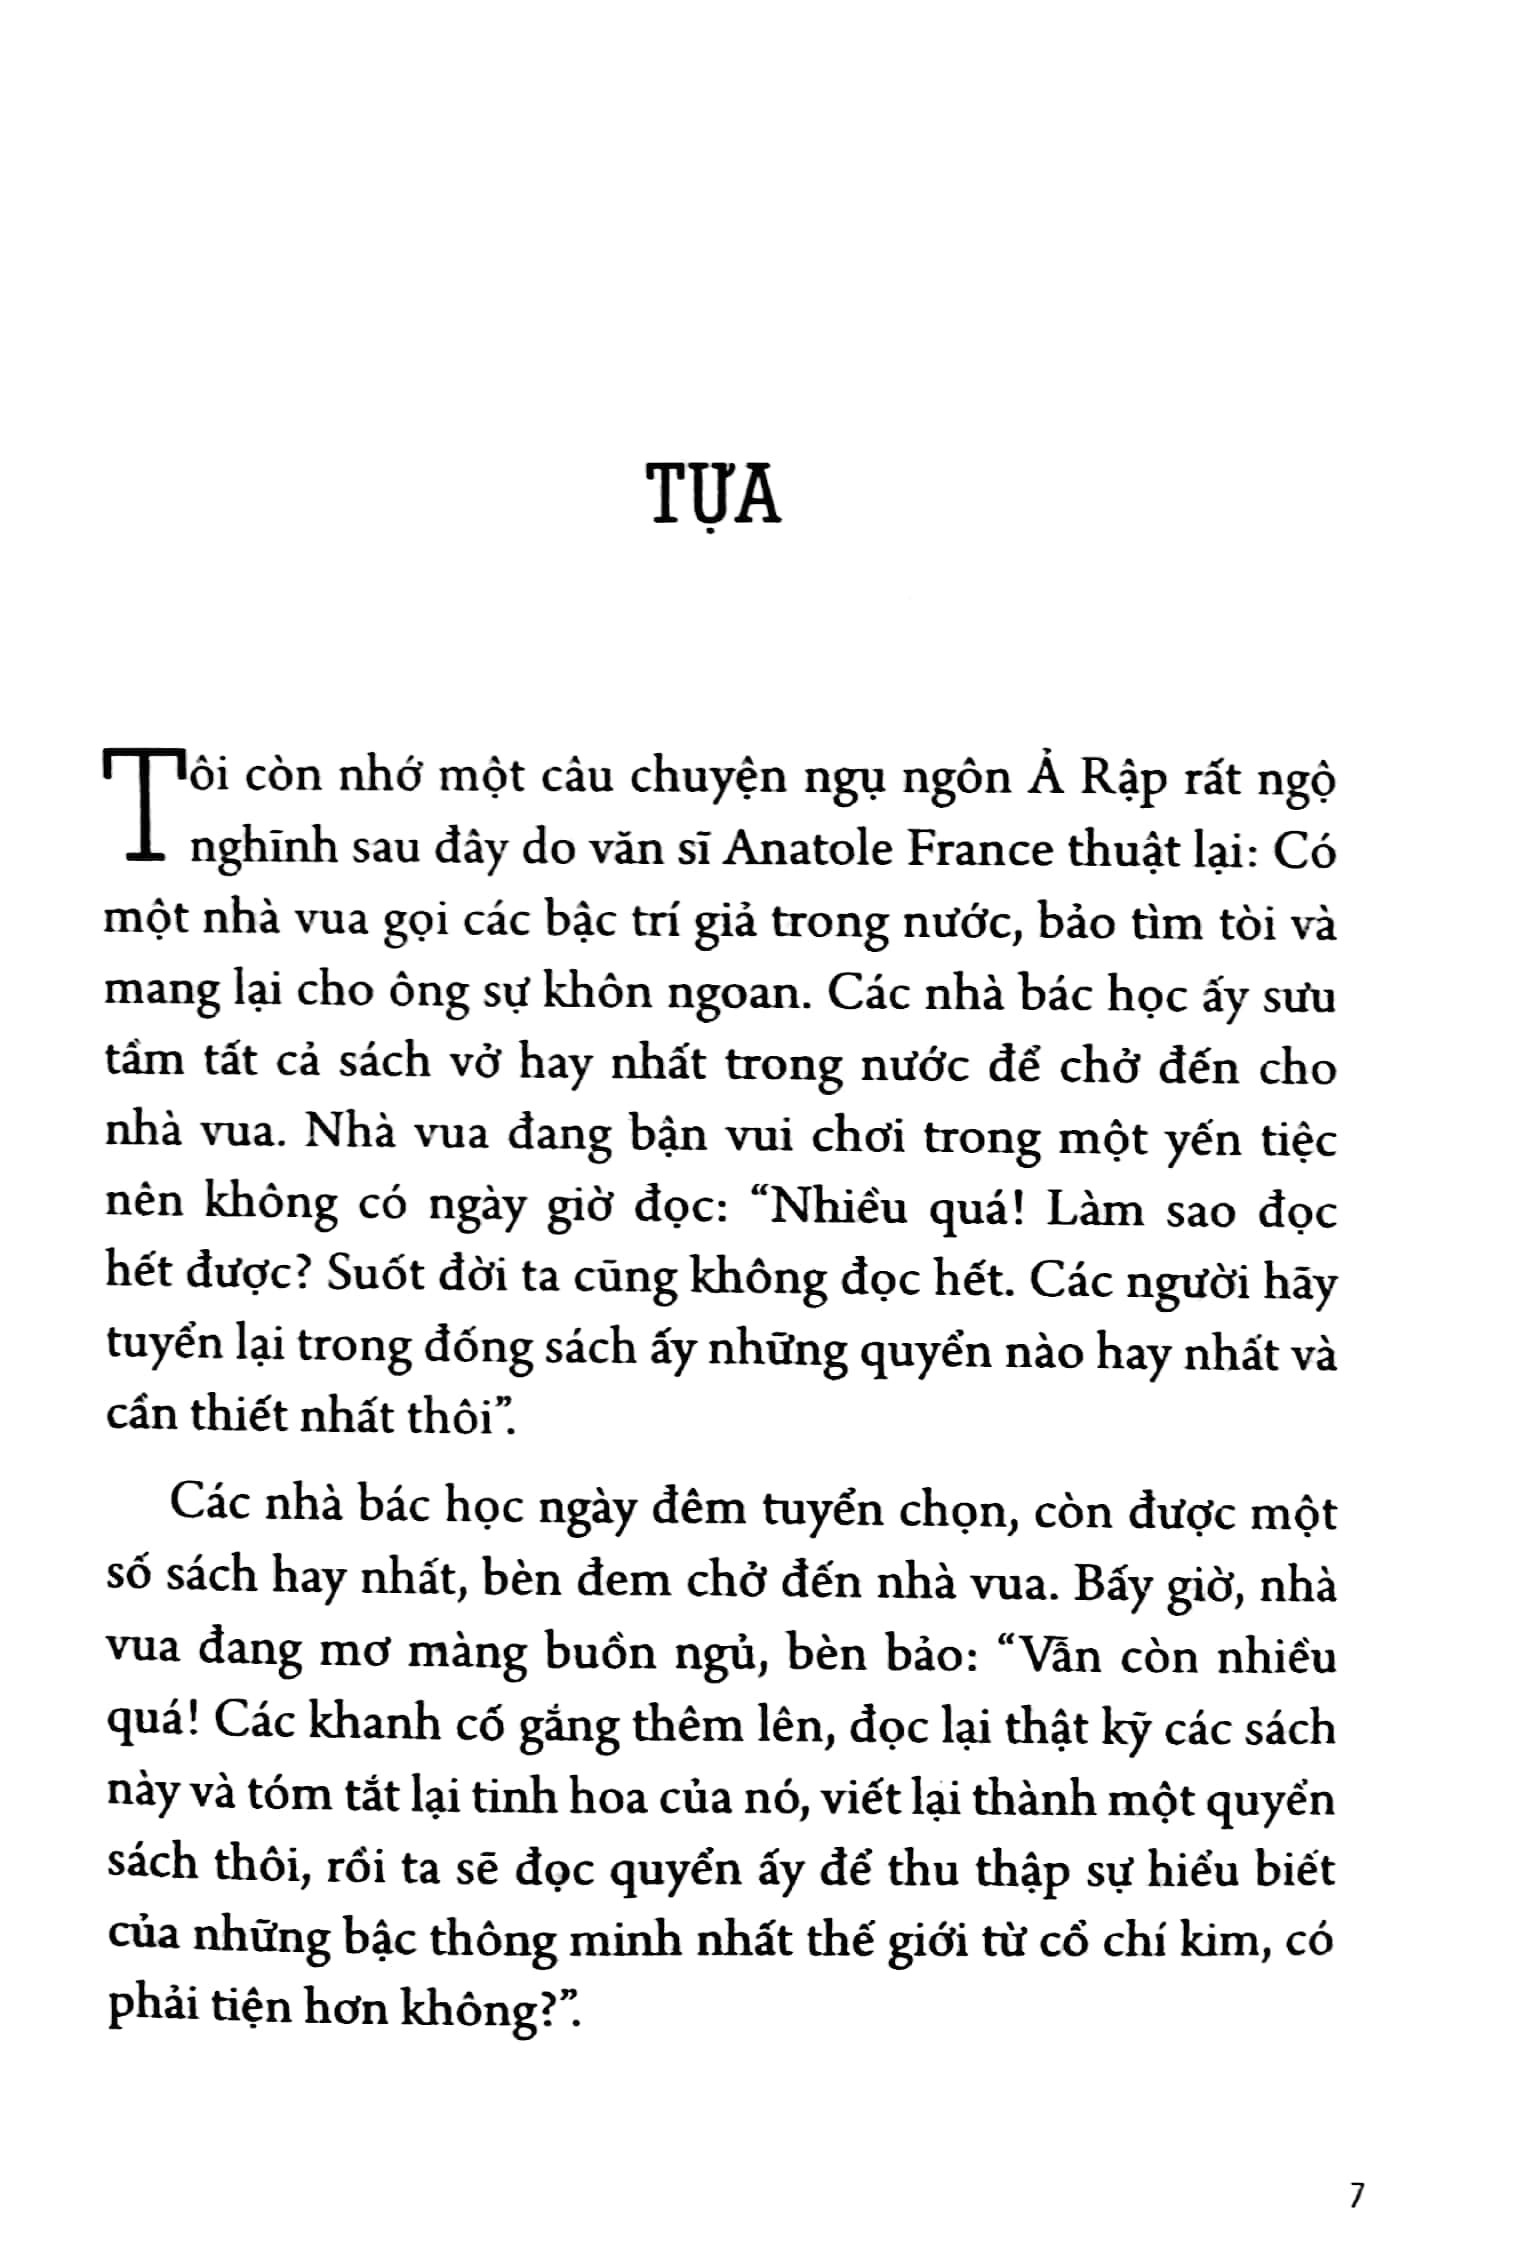 TỰA
Tôi còn nhớ một câu chuyện ngụ ngôn Ả Rập rất ngộ
nghĩnh sau đây do văn sĩ Anatole France thuật lại: Có
một nhà vua gọi các bậc trí giả trong nước, bảo tìm tòi và
mang lại cho ông sự khôn ngoan. Các nhà bác học ấy sưu
tầm tất cả sách vở hay nhất trong nước để chở đến cho
nhà vua. Nhà vua đang bận vui chơi trong một yến tiệc
nên không có ngày giờ đọc: “Nhiều quá! Làm sao đọc
hết được? Suốt đời ta cũng không đọc hết. Các người hãy
tuyển lại trong đống sách ấy những quyển nào hay nhất và
cần thiết nhất thôi”.
Các nhà bác học ngày đêm tuyển chọn, còn được một
số sách hay nhất, bèn đem chở đến nhà vua. Bấy giờ, nhà
vua đang mơ màng buồn ngủ, bèn bảo: “Vẫn còn nhiều
quá! Các khanh cố gắng thêm lên, đọc lại thật kỹ các sách
này và tóm tắt lại tinh hoa của nó, viết lại thành một quyển
sách thôi, rồi ta sẽ đọc quyển ấy để thu thập sự hiểu biết
của những bậc thông minh nhất thế giới từ cổ chí kim, có
phải tiện hơn không?”.
7